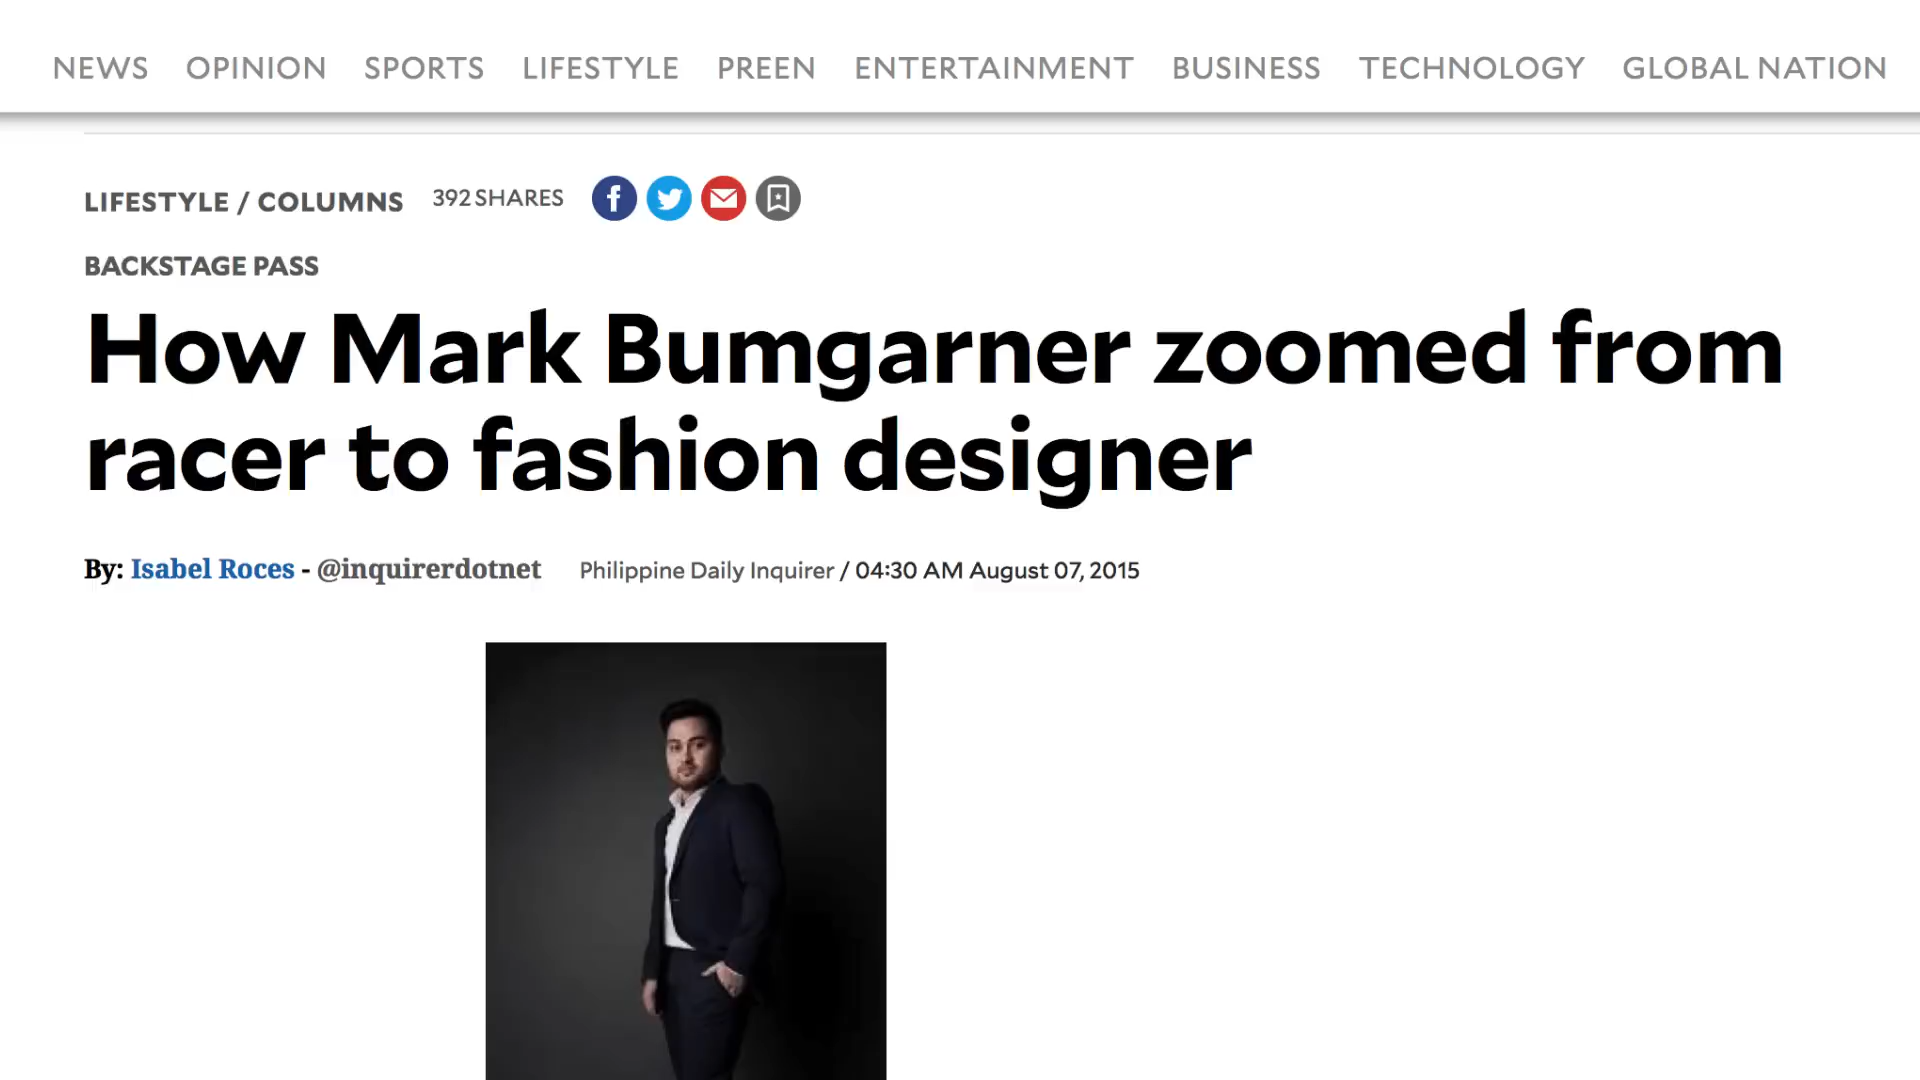 NEWS OPINION SPORTS LIFESTYLE PREEN ENTERTAINMENT BUSINESS TECHNOLOGY GLOBAL NATION
LIFESTYLE / COLUMNS 392 SHARES
BACKSTAGE PASS
How Mark Bumgarner zoomed from
racer to fashion designer
By: Isabel Roces - @inquirerdotnet Philippine Daily Inquirer / 04:30 AM August 07, 2015